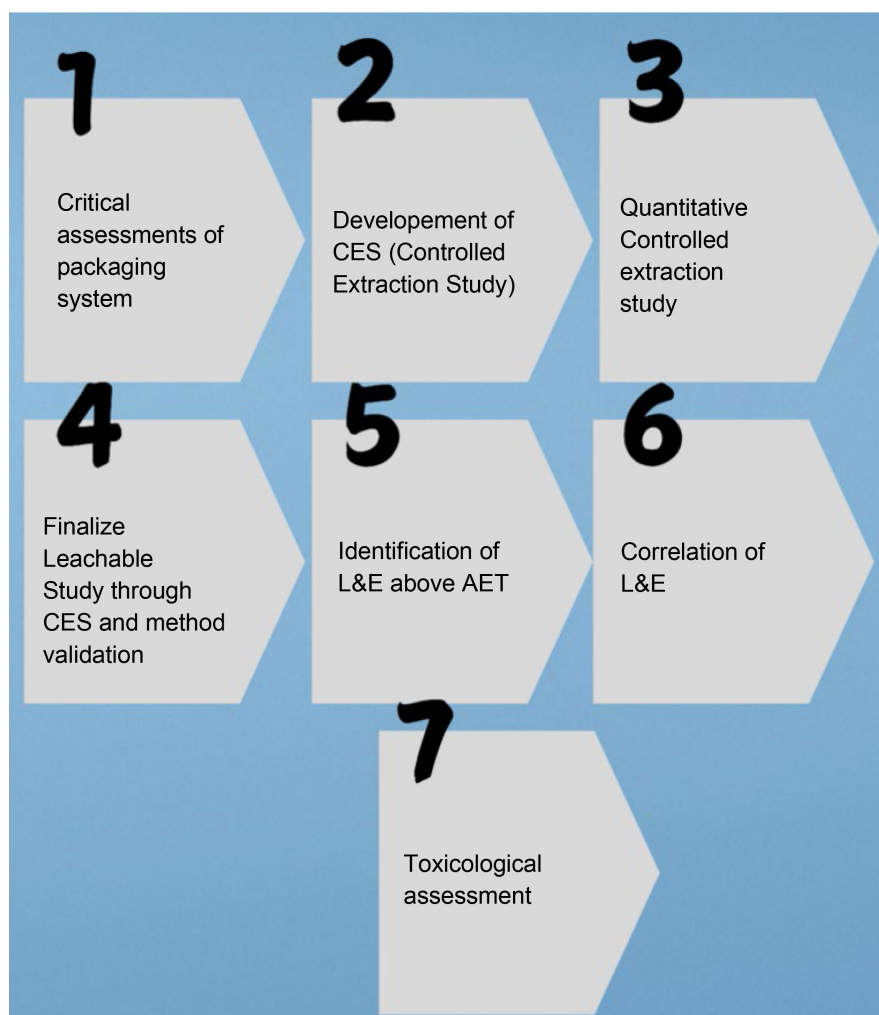 1
Critical
assessments of
packaging
system
2
Developement of
CES (Controlled
Extraction Study)
3
Quantitative
Controlled
extraction
study
4
Finalize
Leachable
Study through
CES and method
validation
5
Identification of
L&E above AET
6
Correlation of
L&E
7
Toxicological
assessment